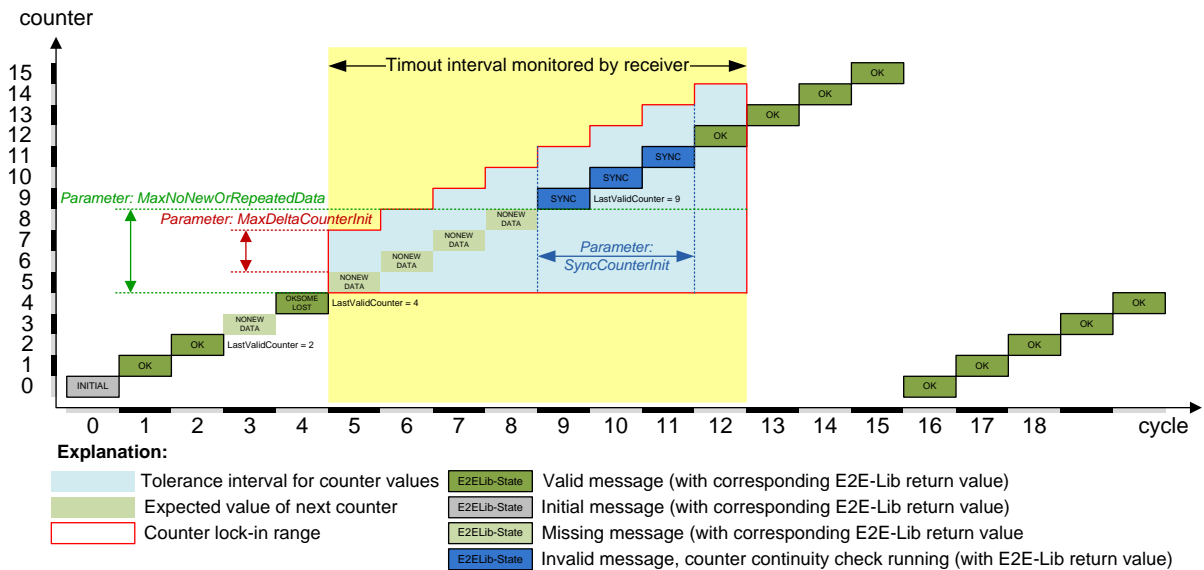 counter
Timout interval monitored by receiver
15
14
13
12
11
10
9
8
7
6
5
4
3
2
1
0
OK
OK
OK
OK
SYNC
SYNC
SYNC
LastValidCounter = 9
Parameter: MaxNoNewOrRepeatedData
Parameter: MaxDeltaCounterInit
NONEW DATA
NONEW DATA
NONEW DATA
NONEW DATA
Parameter:
SyncCounterInit
OKSOME LOST
LastValidCounter = 4
NONEW DATA
LastValidCounter = 2
OK
OK
INITIAL
OK
OK
OK
OK
OK
0 1 2 3 4 5 6 7 8 9 10 11 12 13 14 15 16 17 18 cycle
Explanation:
Tolerance interval for counter values
Expected value of next counter
Counter lock-in range
E2ELib-State Valid message (with corresponding E2E-Lib return value)
E2ELib-State Initial message (with corresponding E2E-Lib return value)
E2ELib-State Missing message (with corresponding E2E-Lib return value
E2ELib-State Invalid message, counter continuity check running (with E2E-Lib return value)